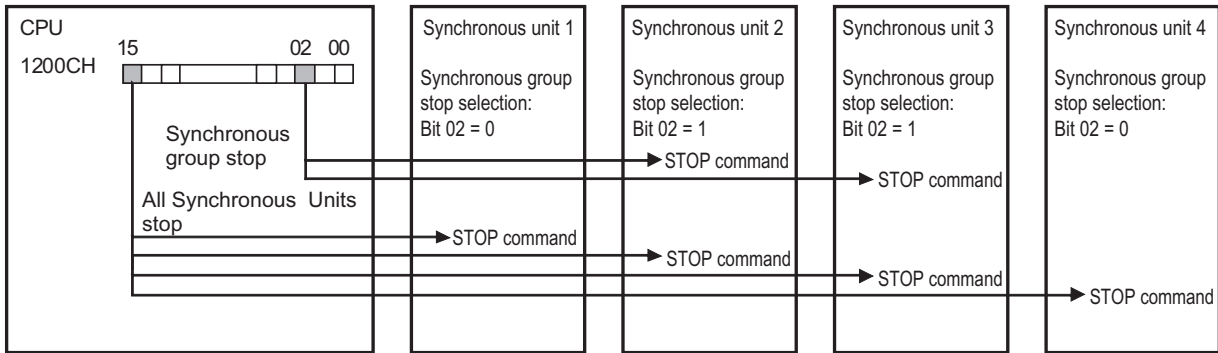 CPU
1200CH
15
02 00
Synchronous
group stop
All Synchronous Units
stop
Synchronous unit 1
Synchronous group
stop selection:
Bit 02 = 0
STOP command
Synchronous unit 2
Synchronous group
stop selection:
Bit 02 = 1
STOP command
STOP command
Synchronous unit 3
Synchronous group
stop selection:
Bit 02 = 1
STOP command
STOP command
Synchronous unit 4
Synchronous group
stop selection:
Bit 02 = 0
STOP command